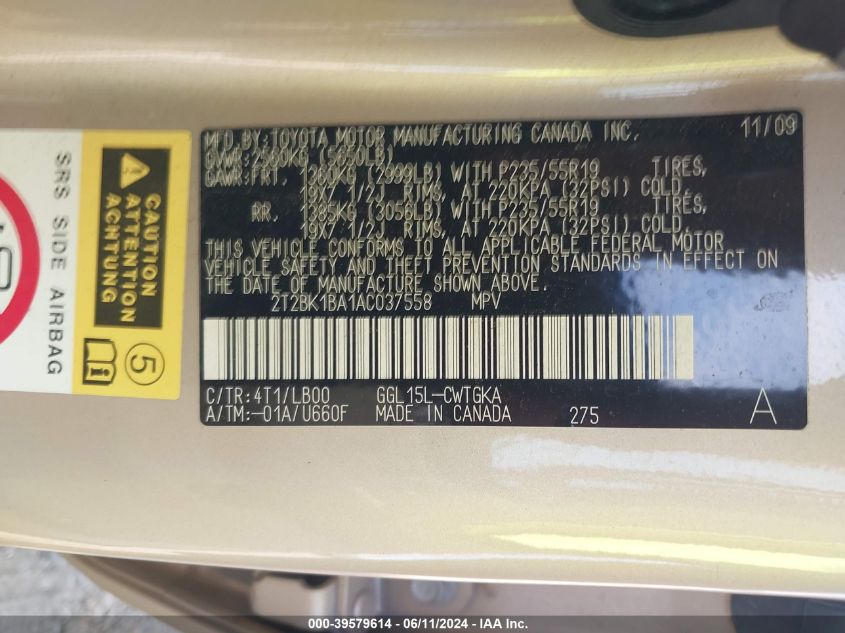 MFD.BY:TOYOTA MOTOR MANUFACTURING CANADA INC. 11/09
GVWR:2560KG (5650LB)
GAWR:FRT. 1360KG (2999LB) WITH P235/55R19 TIRES,
19X7 1/2J RIMS, AT 220KPA (32PSI) COLD,
RR. 1385KG (3056LB) WITH P235/55R19 TIRES,
19X7 1/2J RIMS, AT 220KPA (32PSI) COLD.
THIS VEHICLE CONFORMS TO ALL APPLICABLE FEDERAL MOTOR
VEHICLE SAFETY AND THEFT PREVENTION STANDARDS IN EFFECT ON
THE DATE OF MANUFACTURE SHOWN ABOVE.
2T2BK1BA1AC037558 MPV
C/TR:4T1/LB00 GGL15L-CWTGKA
A/TM:-01A/U660F MADE IN CANADA 275 A
SRS SIDE AIRBAG
CAUTION
ATTENTION
ACHTUNG
5
000-39579614 - 06/11/2024 - IAA Inc.